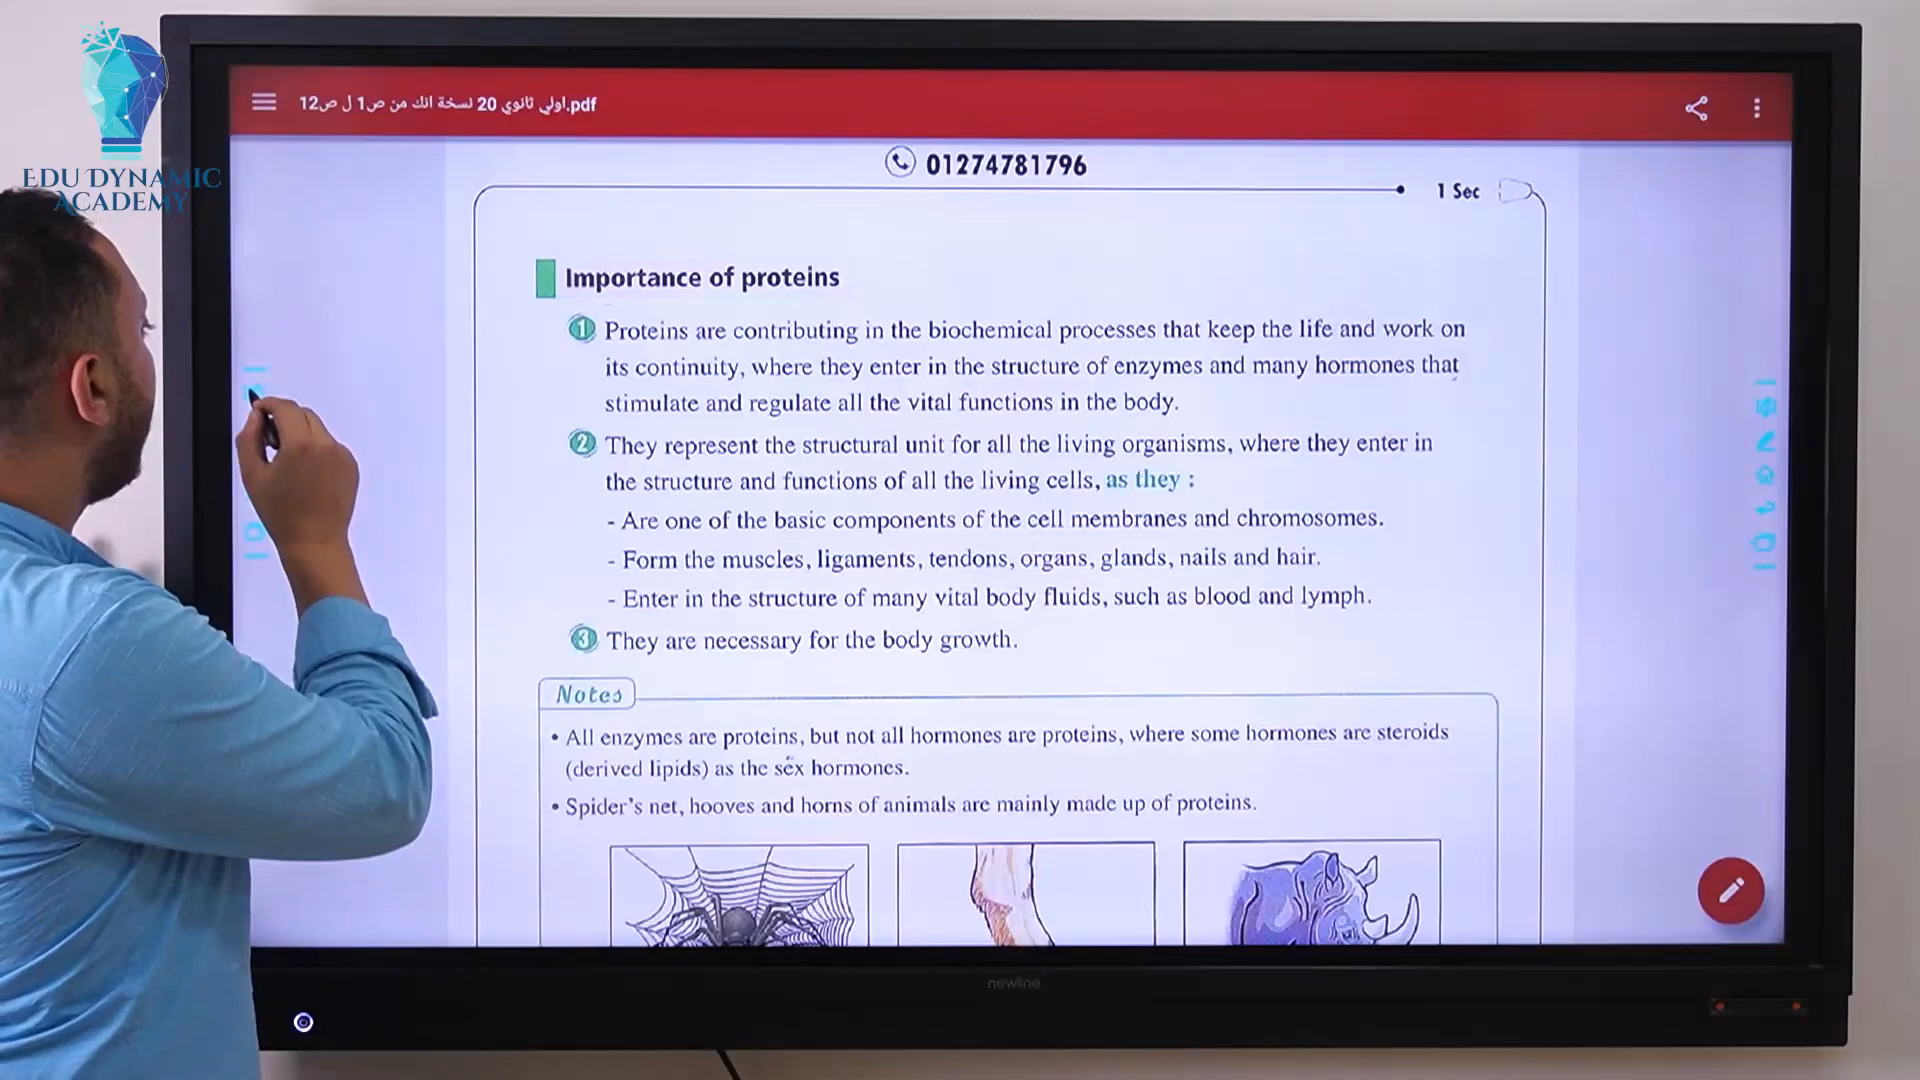 EDU DYNAMIC
ACADEMY
اولي ثانوي 20 نسخة انك من ص1 ل ص12.pdf
01274781796
1 Sec
Importance of proteins
1 Proteins are contributing in the biochemical processes that keep the life and work on
its continuity, where they enter in the structure of enzymes and many hormones that
stimulate and regulate all the vital functions in the body.
2 They represent the structural unit for all the living organisms, where they enter in
the structure and functions of all the living cells, as they :
- Are one of the basic components of the cell membranes and chromosomes.
- Form the muscles, ligaments, tendons, organs, glands, nails and hair.
- Enter in the structure of many vital body fluids, such as blood and lymph.
3 They are necessary for the body growth.
Notes
• All enzymes are proteins, but not all hormones are proteins, where some hormones are steroids
(derived lipids) as the sex hormones.
• Spider's net, hooves and horns of animals are mainly made up of proteins.
newline